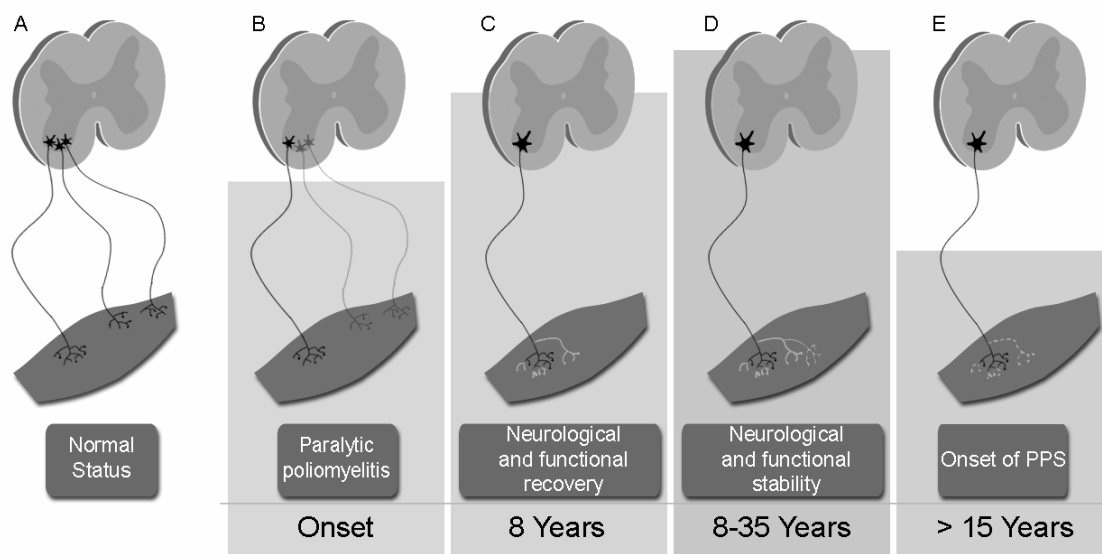 A
B
C
D
E
Normal
Status
Paralytic
poliomyelitis
Neurological
and functional
recovery
Neurological
and functional
stability
Onset of PPS
Onset
8 Years
8-35 Years
> 15 Years